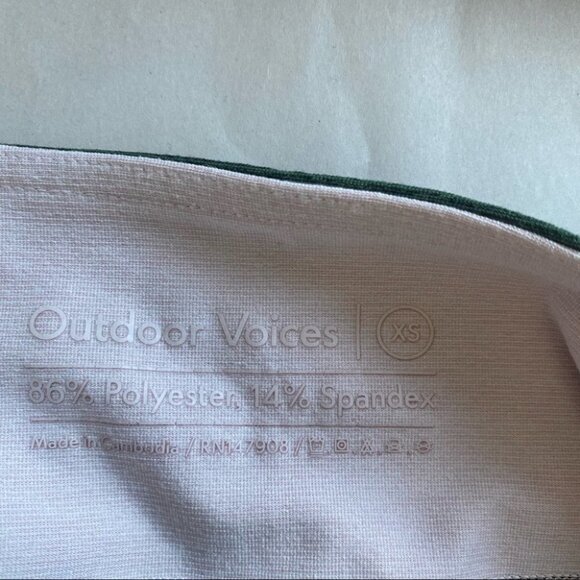 Outdoor Voices | XS
86% Polyester, 14% Spandex
Made in Cambodia / RN147908 /